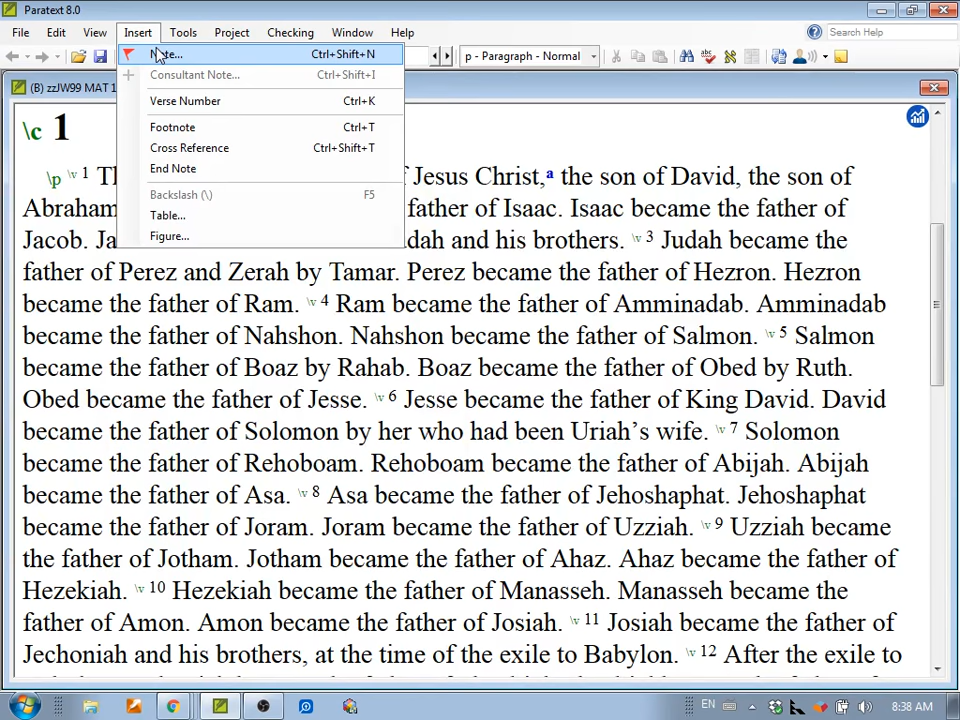 Paratext 8.0
File Edit View Insert Tools Project Checking Window Help
Search Help
p - Paragraph - Normal
Note... Ctrl+Shift+N
Consultant Note... Ctrl+Shift+I
Verse Number Ctrl+K
Footnote Ctrl+T
Cross Reference Ctrl+Shift+T
End Note
Backslash (\) F5
Table...
Figure...
(B) zzJW99 MAT 1
\c 1
\p \v 1 Th of Jesus Christ,a the son of David, the son of
Abraham father of Isaac. Isaac became the father of
Jacob. Ja dah and his brothers. \v 3 Judah became the
father of Perez and Zerah by Tamar. Perez became the father of Hezron. Hezron
became the father of Ram. \v 4 Ram became the father of Amminadab. Amminadab
became the father of Nahshon. Nahshon became the father of Salmon. \v 5 Salmon
became the father of Boaz by Rahab. Boaz became the father of Obed by Ruth.
Obed became the father of Jesse. \v 6 Jesse became the father of King David. David
became the father of Solomon by her who had been Uriah’s wife. \v 7 Solomon
became the father of Rehoboam. Rehoboam became the father of Abijah. Abijah
became the father of Asa. \v 8 Asa became the father of Jehoshaphat. Jehoshaphat
became the father of Joram. Joram became the father of Uzziah. \v 9 Uzziah became
the father of Jotham. Jotham became the father of Ahaz. Ahaz became the father of
Hezekiah. \v 10 Hezekiah became the father of Manasseh. Manasseh became the
father of Amon. Amon became the father of Josiah. \v 11 Josiah became the father of
Jechoniah and his brothers, at the time of the exile to Babylon. \v 12 After the exile to
EN 8:38 AM